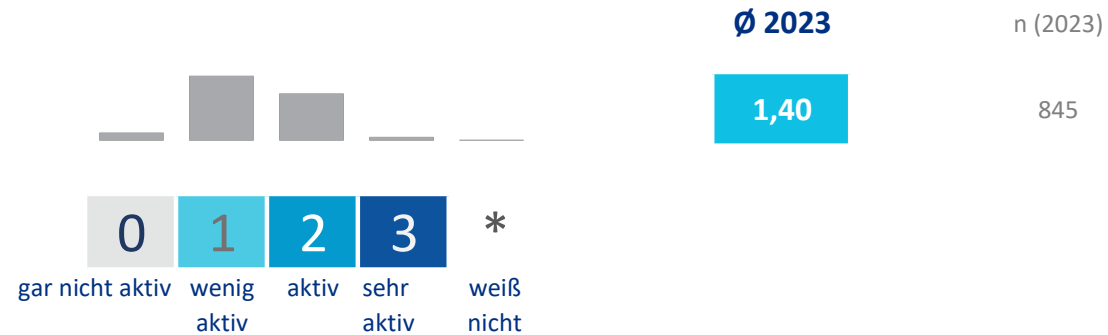 Ø 2023 n (2023)
1,40 845
0 1 2 3 *
gar nicht aktiv wenig aktiv sehr weiß
aktiv aktiv nicht